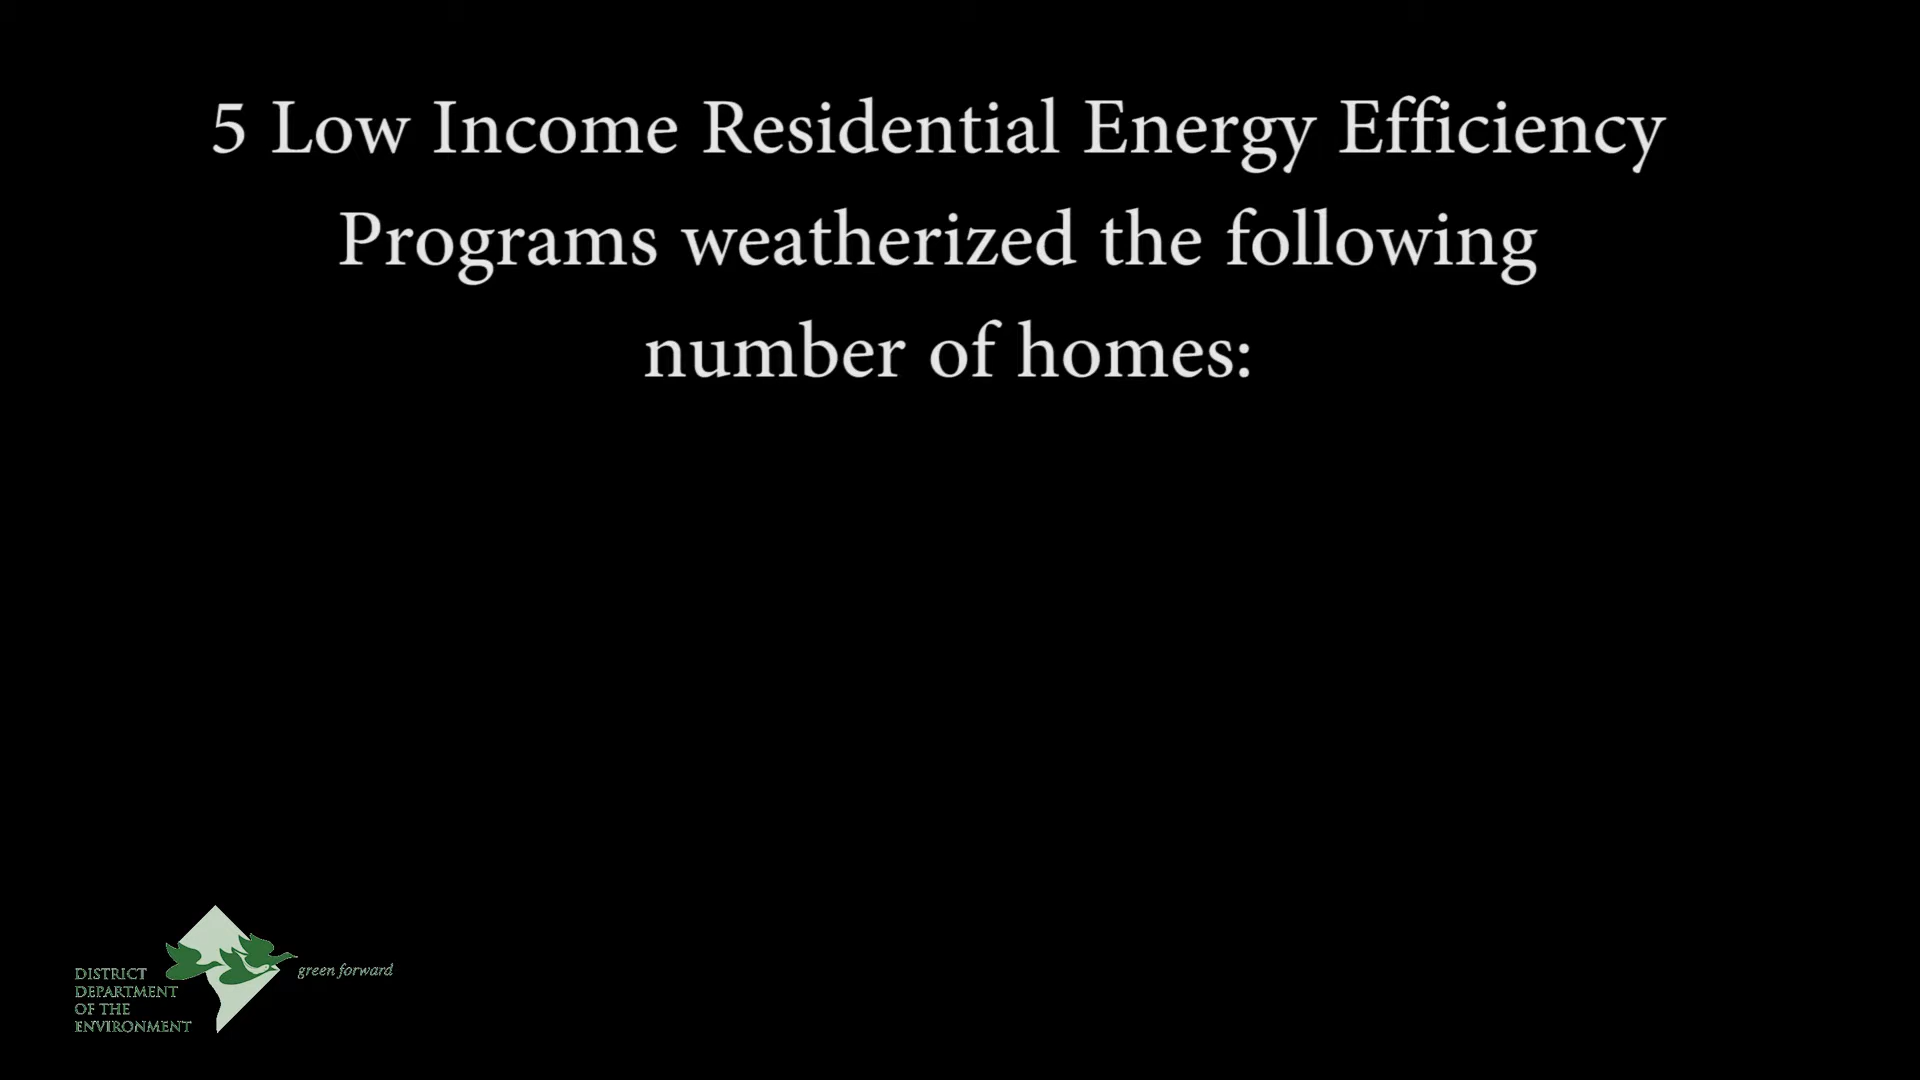 5 Low Income Residential Energy Efficiency
Programs weatherized the following
number of homes:
DISTRICT
DEPARTMENT
OF THE
ENVIRONMENT
green forward